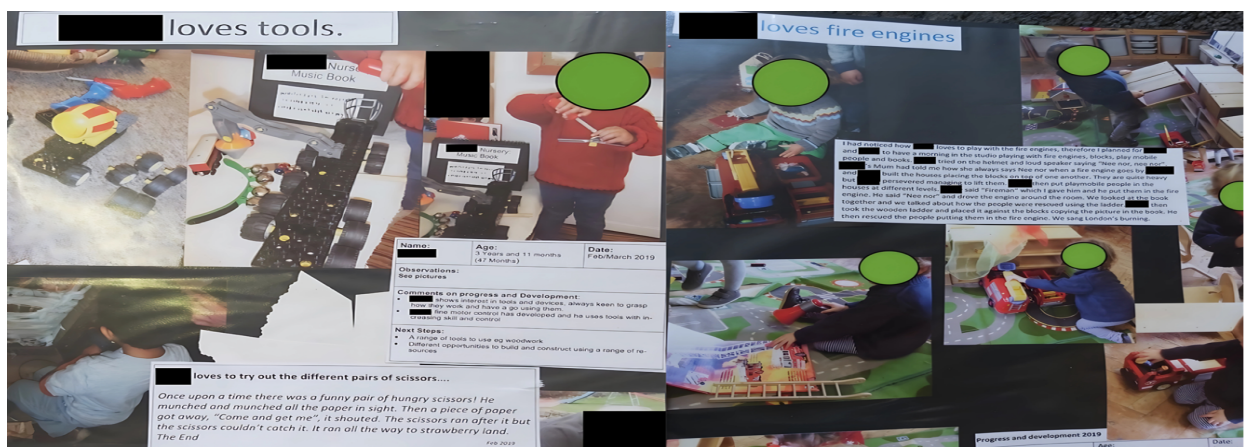 loves tools.
Nursery
Music Book
Nursery
Music Book
Name:
Age:
3 Years and 11 months
(47 Months)
Date:
Feb/March 2019
Observations:
See pictures
Comments on progress and Development:
• shows interest in tools and devices, always keen to grasp
how they work and have a go using them.
• fine motor control has developed and he uses tools with in-
creasing skill and control
Next Steps:
• A range of tools to use eg woodwork
• Different opportunities to build and construct using a range of re-
sources
loves to try out the different pairs of scissors....
Once upon a time there was a funny pair of hungry scissors! He
munched and munched all the paper in sight. Then a piece of paper
got away, "Come and get me", it shouted. The scissors ran after it but
the scissors couldn't catch it. It ran all the way to strawberry land.
The End
Feb 2019
loves fire engines
I had noticed how loves to play with the fire engines, therefore I planned for
and to have a morning in the studio playing with fire engines, blocks, play mobile
people and books. tried on the helmet and loud speaker saying "Nee nor, nee nor".
's Mum had told me how she always says Nee nor when a fire engine goes by
and built the houses placing the blocks on top of one another. They are quite heavy
but persevered managing to lift them. then put playmobile people in the
houses at different levels. said "Fireman" which I gave him and he put them in the fire
engine. He said "Nee nor" and drove the engine around the room. We looked at the book
together and we talked about how the people were rescued using the ladder then
took the wooden ladder and placed it against the blocks copying the picture in the book. He
then rescued the people putting them in the fire engine. We sang London's burning.
Progress and development 2019
Age: